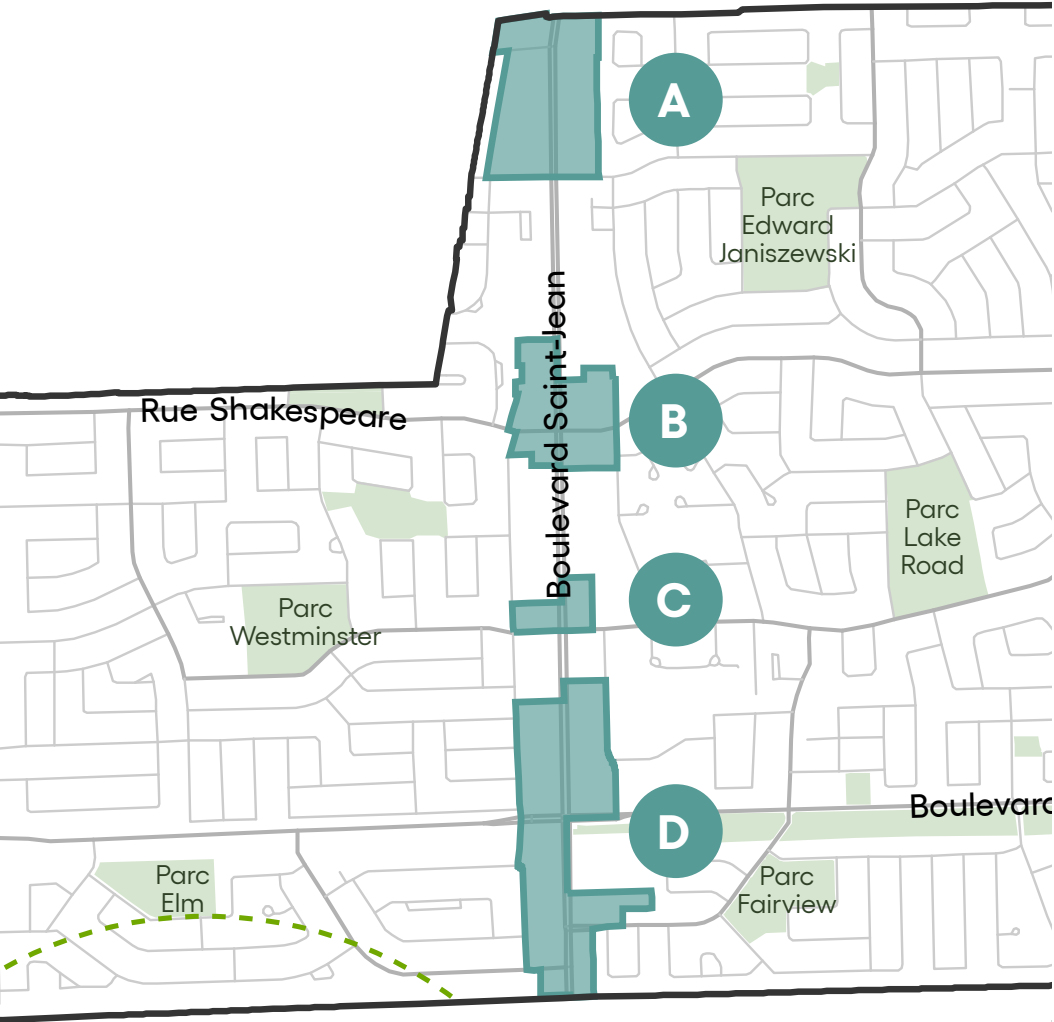 A
Parc
Edward
Janiszewski
Boulevard Saint-Jean
Rue Shakespeare
B
Parc
Lake
Road
C
Parc
Westminster
Boulevard
D
Parc
Elm
Parc
Fairview